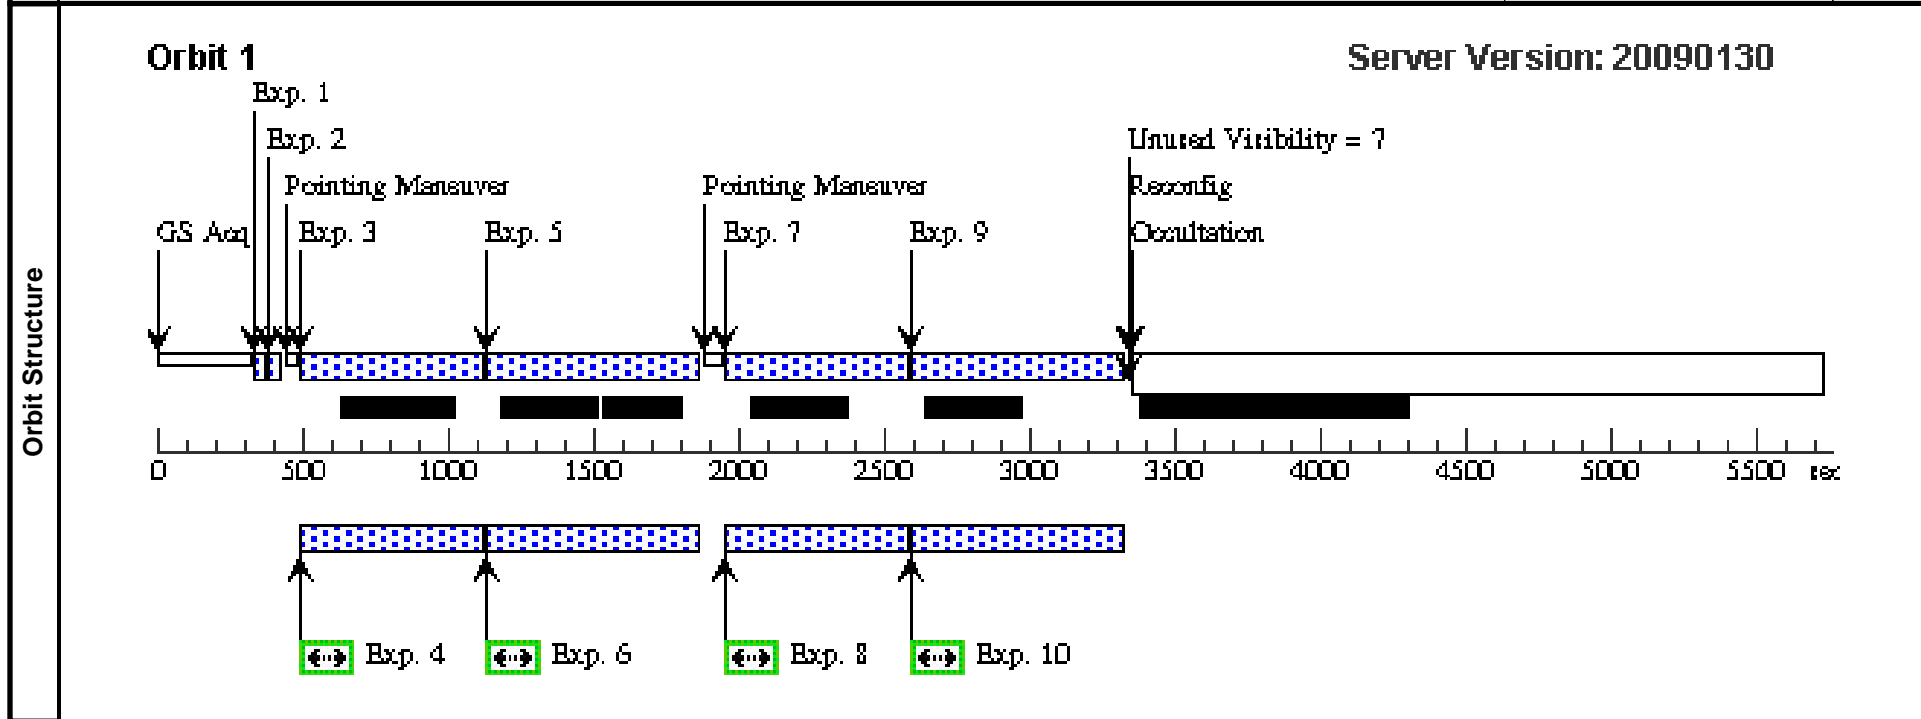 Orbit Structure
Orbit 1
Server Version: 20090130
Exp. 1
Exp. 2
Unused Visibility = 7
Pointing Maneuver
Pointing Maneuver
Reconfig
GS Acq
Exp. 3
Exp. 5
Exp. 7
Exp. 9
Occultation
0 500 1000 1500 2000 2500 3000 3500 4000 4500 5000 5500 sec
Exp. 4
Exp. 6
Exp. 8
Exp. 10